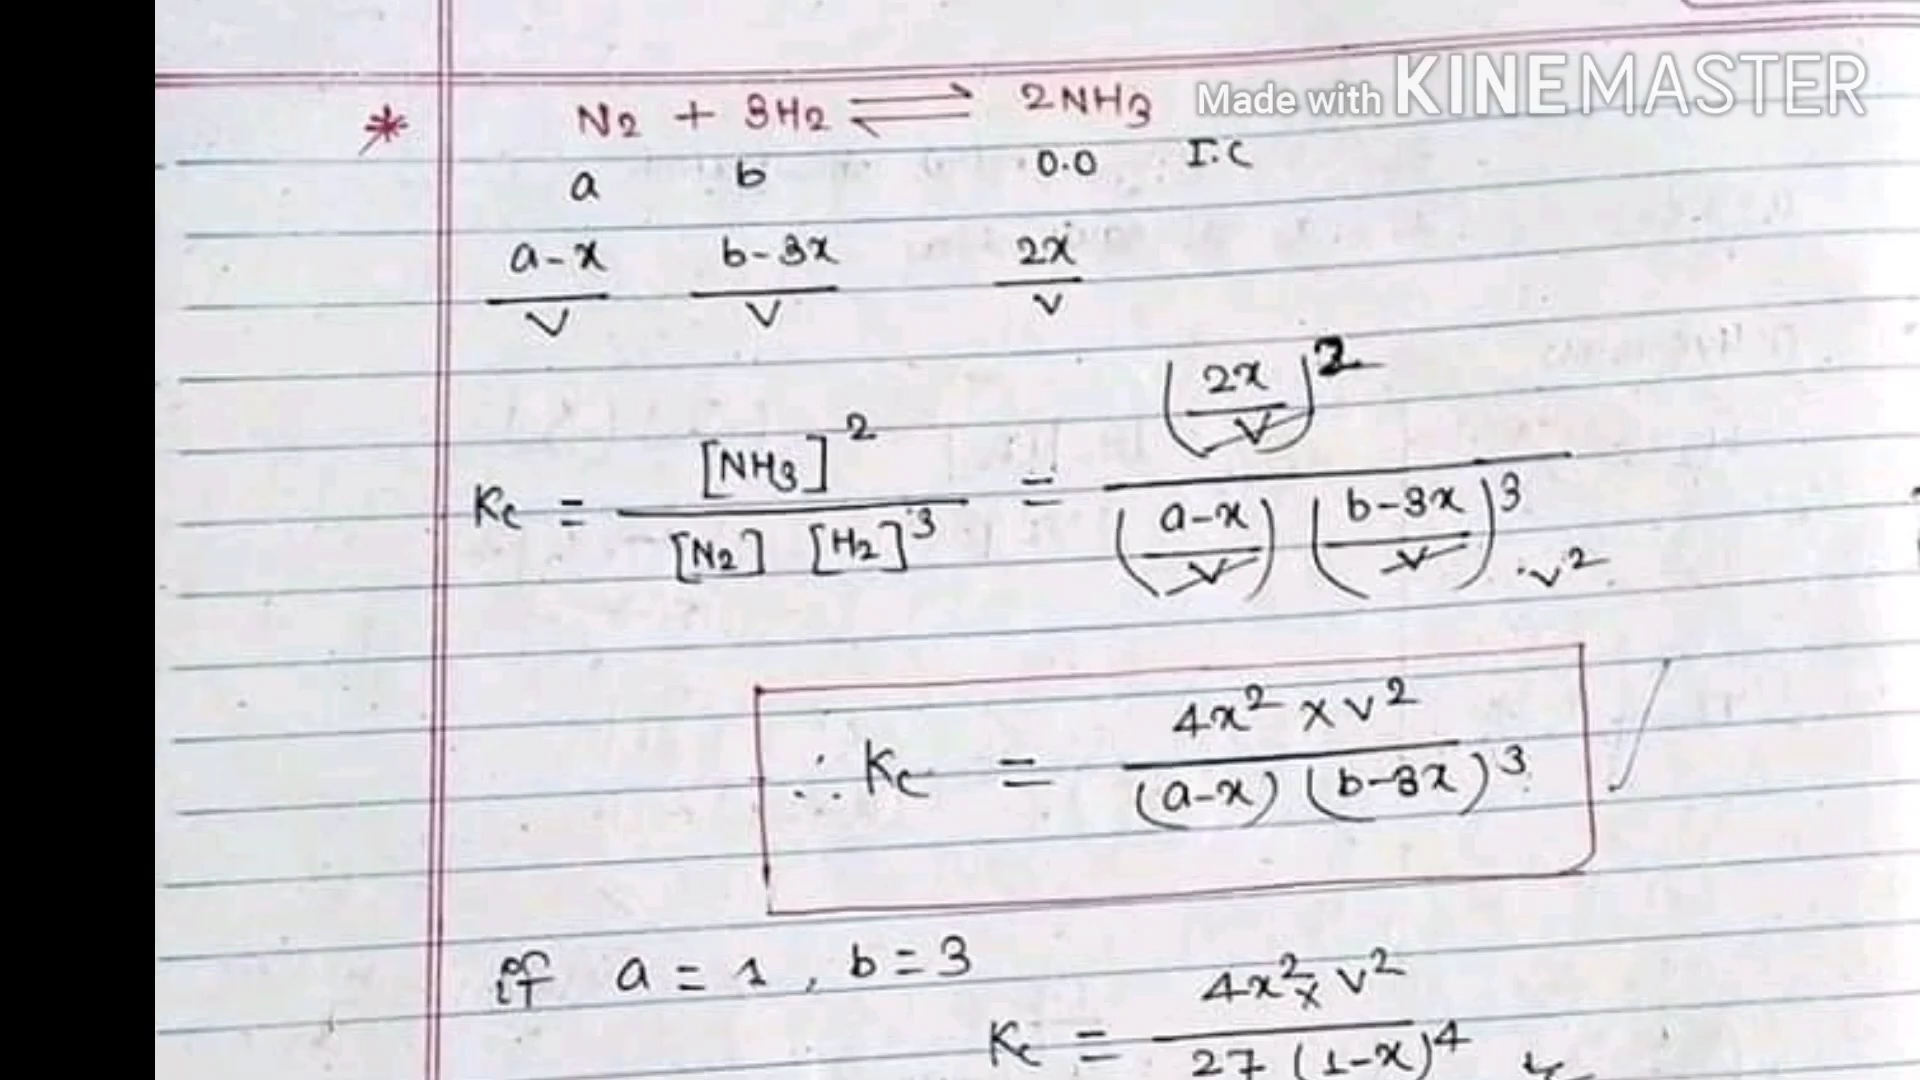 Made with KINEMASTER
* N2 + 3H2 ⇌ 2NH3
a b 0.0 I.C
a-x/V b-3x/V 2x/V
Kc = [NH3]^2 / [N2] [H2]^3 = (2x/V)^2 / (a-x/V) (b-3x/V)^3 .V^2
∴ Kc = 4x^2 x V^2 / (a-x) (b-3x)^3
if a = 1, b = 3
Kc = 4x^2 x V^2 / 27 (1-x)^4